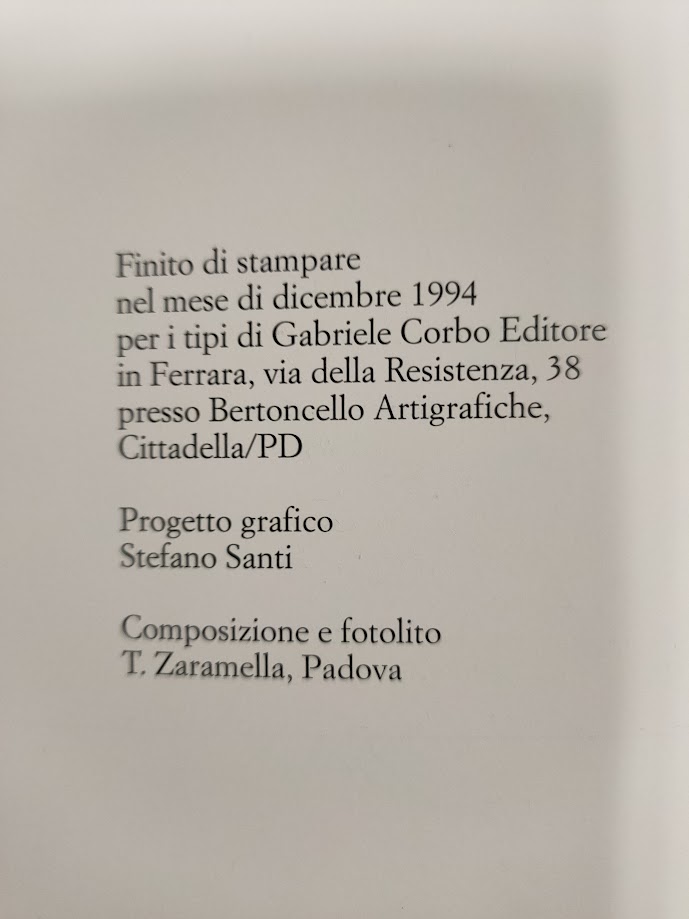 Finito di stampare
nel mese di dicembre 1994
per i tipi di Gabriele Corbo Editore
in Ferrara, via della Resistenza, 38
presso Bertoncello Artigrafiche,
Cittadella/PD
Progetto grafico
Stefano Santi
Composizione e fotolito
T. Zaramella, Padova